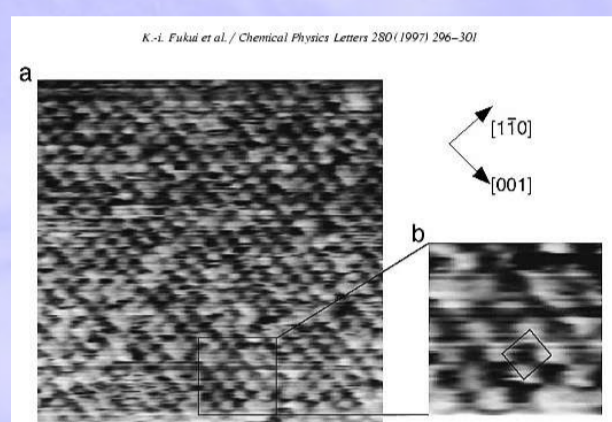 K.-i. Fukui et al. / Chemical Physics Letters 280 (1997) 296–301
a
[11̄0]
[001]
b